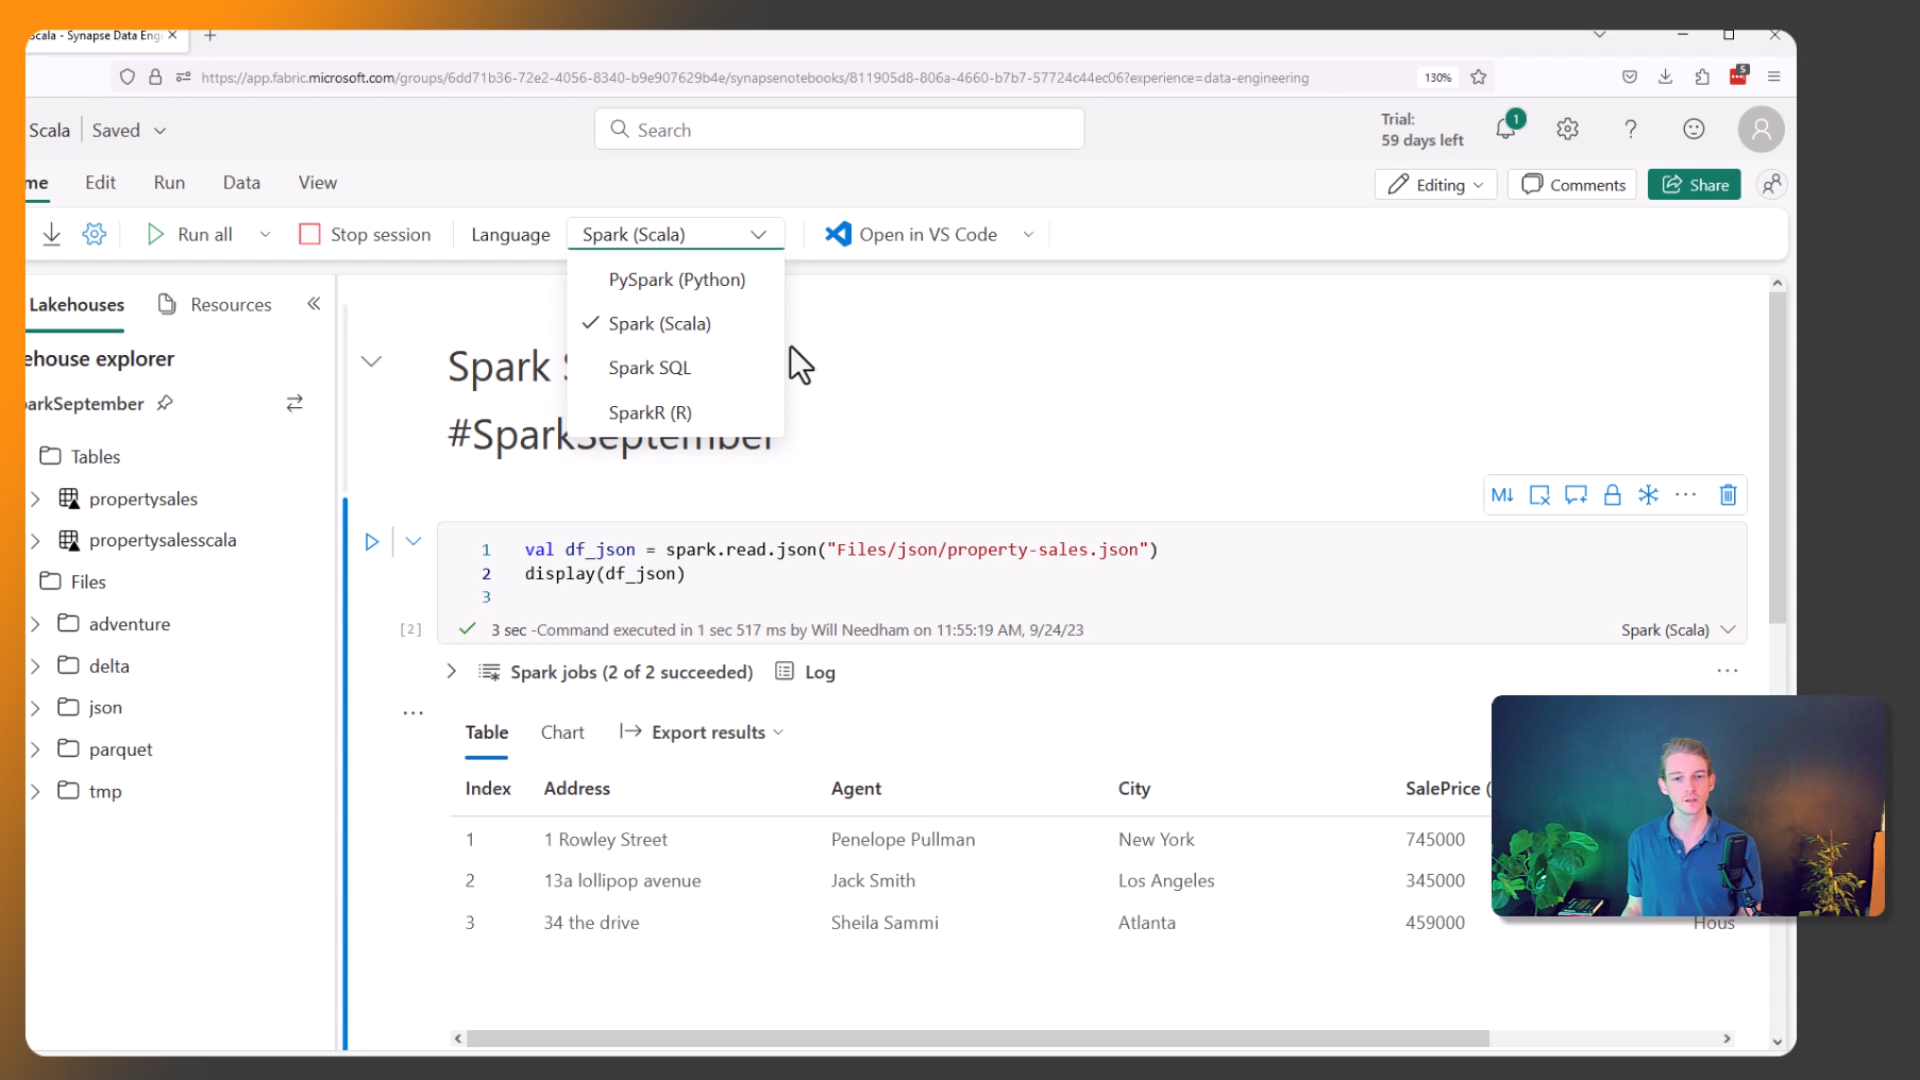 Scala - Synapse Data Engi
https://app.fabric.microsoft.com/groups/6dd71b36-72e2-4056-8340-b9e907629b4e/synapsenotebooks/811905d8-806a-4660-b7b7-57724c44ec06?experience=data-engineering
130%
5
Scala
Saved
Search
Trial:
59 days left
1
me
Edit
Run
Data
View
Editing
Comments
Share
Run all
Stop session
Language
Spark (Scala)
Open in VS Code
PySpark (Python)
Spark (Scala)
Spark SQL
SparkR (R)
Lakehouses
Resources
ehouse explorer
arkSeptember
Tables
propertysales
propertysalesscala
Files
adventure
delta
json
parquet
tmp
Spark S
#SparkSeptember
M↓
1 val df_json = spark.read.json("Files/json/property-sales.json")
2 display(df_json)
3
[2]
3 sec -Command executed in 1 sec 517 ms by Will Needham on 11:55:19 AM, 9/24/23
Spark (Scala)
Spark jobs (2 of 2 succeeded)
Log
Table
Chart
Export results
Index Address Agent City SalePrice (
1 1 Rowley Street Penelope Pullman New York 745000
2 13a lollipop avenue Jack Smith Los Angeles 345000
3 34 the drive Sheila Sammi Atlanta 459000 Hous